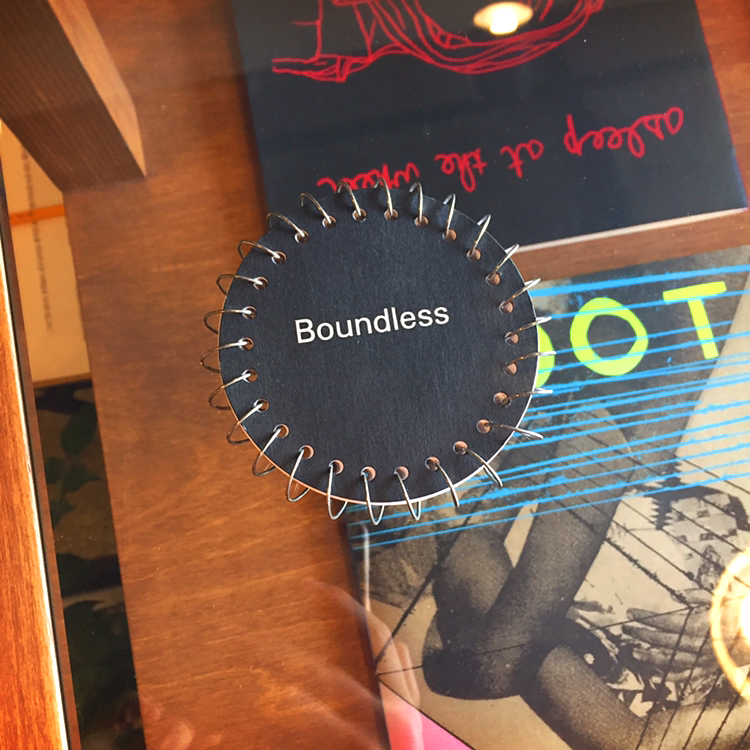 asleep at the wheel
Boundless
OOT